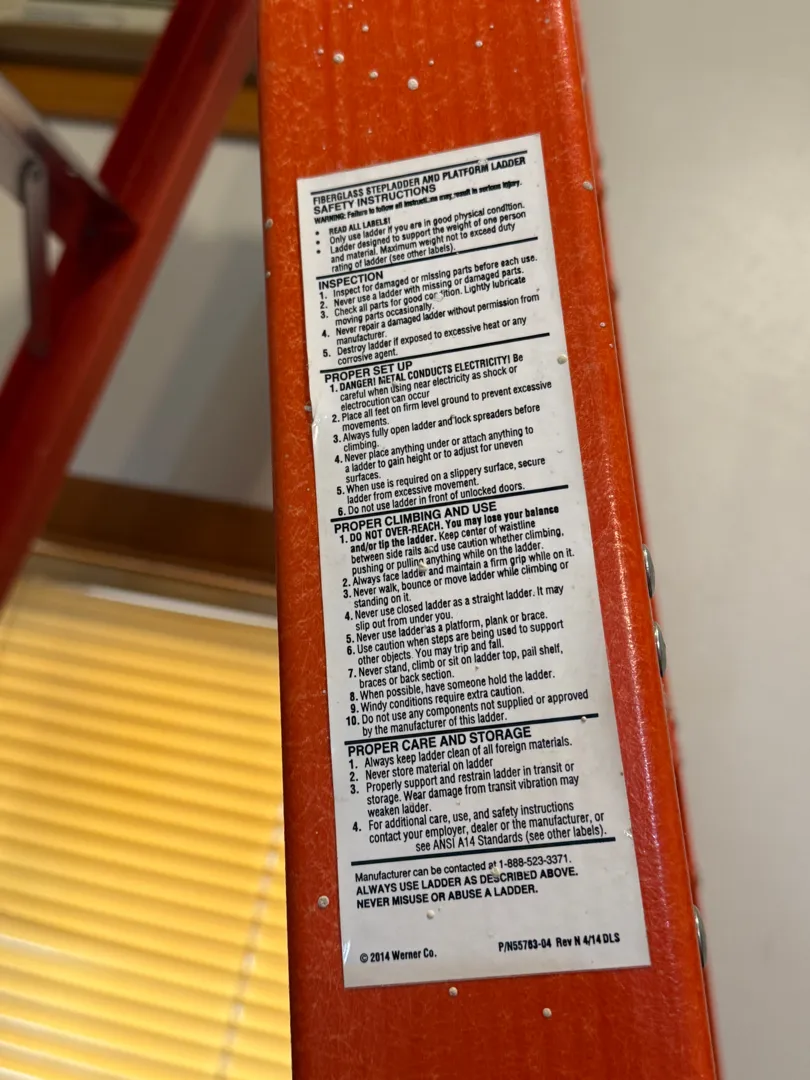 FIBERGLASS STEPLADDER AND PLATFORM LADDER
SAFETY INSTRUCTIONS
WARNING: Failure to follow all instructions may result in serious injury.
• READ ALL LABELS!
• Only use ladder if you are in good physical condition.
• Ladder designed to support the weight of one person
and material. Maximum weight not to exceed duty
rating of ladder (see other labels).
INSPECTION
1. Inspect for damaged or missing parts before each use.
2. Never use a ladder with missing or damaged parts.
3. Check all parts for good condition. Lightly lubricate
moving parts occasionally.
4. Never repair a damaged ladder without permission from
manufacturer.
5. Destroy ladder if exposed to excessive heat or any
corrosive agent.
PROPER SET UP
1. DANGER! METAL CONDUCTS ELECTRICITY! Be
careful when using near electricity as shock or
electrocution can occur
2. Place all feet on firm level ground to prevent excessive
movements.
3. Always fully open ladder and lock spreaders before
climbing.
4. Never place anything under or attach anything to
a ladder to gain height or to adjust for uneven
surfaces.
5. When use is required on a slippery surface, secure
ladder from excessive movement.
6. Do not use ladder in front of unlocked doors.
PROPER CLIMBING AND USE
1. DO NOT OVER-REACH. You may lose your balance
and/or tip the ladder. Keep center of waistline
between side rails and use caution whether climbing,
pushing or pulling anything while on the ladder.
2. Always face ladder and maintain a firm grip while on it.
3. Never walk, bounce or move ladder while climbing or
standing on it.
4. Never use closed ladder as a straight ladder. It may
slip out from under you.
5. Never use ladder as a platform, plank or brace.
6. Use caution when steps are being used to support
other objects. You may trip and fall.
7. Never stand, climb or sit on ladder top, pail shelf,
braces or back section.
8. When possible, have someone hold the ladder.
9. Windy conditions require extra caution.
10. Do not use any components not supplied or approved
by the manufacturer of this ladder.
PROPER CARE AND STORAGE
1. Always keep ladder clean of all foreign materials.
2. Never store material on ladder
3. Properly support and restrain ladder in transit or
storage. Wear damage from transit vibration may
weaken ladder.
4. For additional care, use, and safety instructions
contact your employer, dealer or the manufacturer, or
see ANSI A14 Standards (see other labels).
Manufacturer can be contacted at 1-888-523-3371.
ALWAYS USE LADDER AS DESCRIBED ABOVE.
NEVER MISUSE OR ABUSE A LADDER.
© 2014 Werner Co. P/N55763-04 Rev N 4/14 DLS